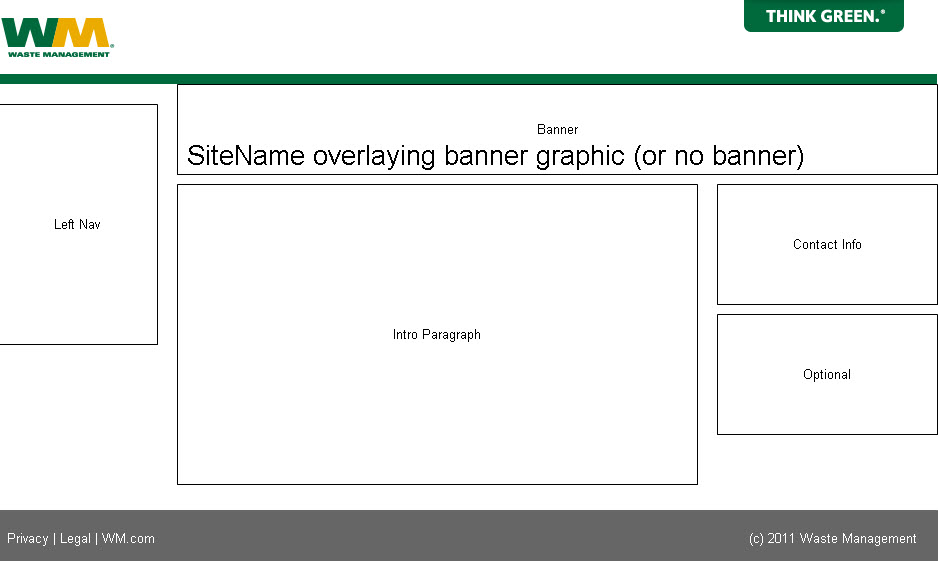 WM®
WASTE MANAGEMENT
THINK GREEN.®
Banner
SiteName overlaying banner graphic (or no banner)
Left Nav
Intro Paragraph
Contact Info
Optional
Privacy | Legal | WM.com
(c) 2011 Waste Management